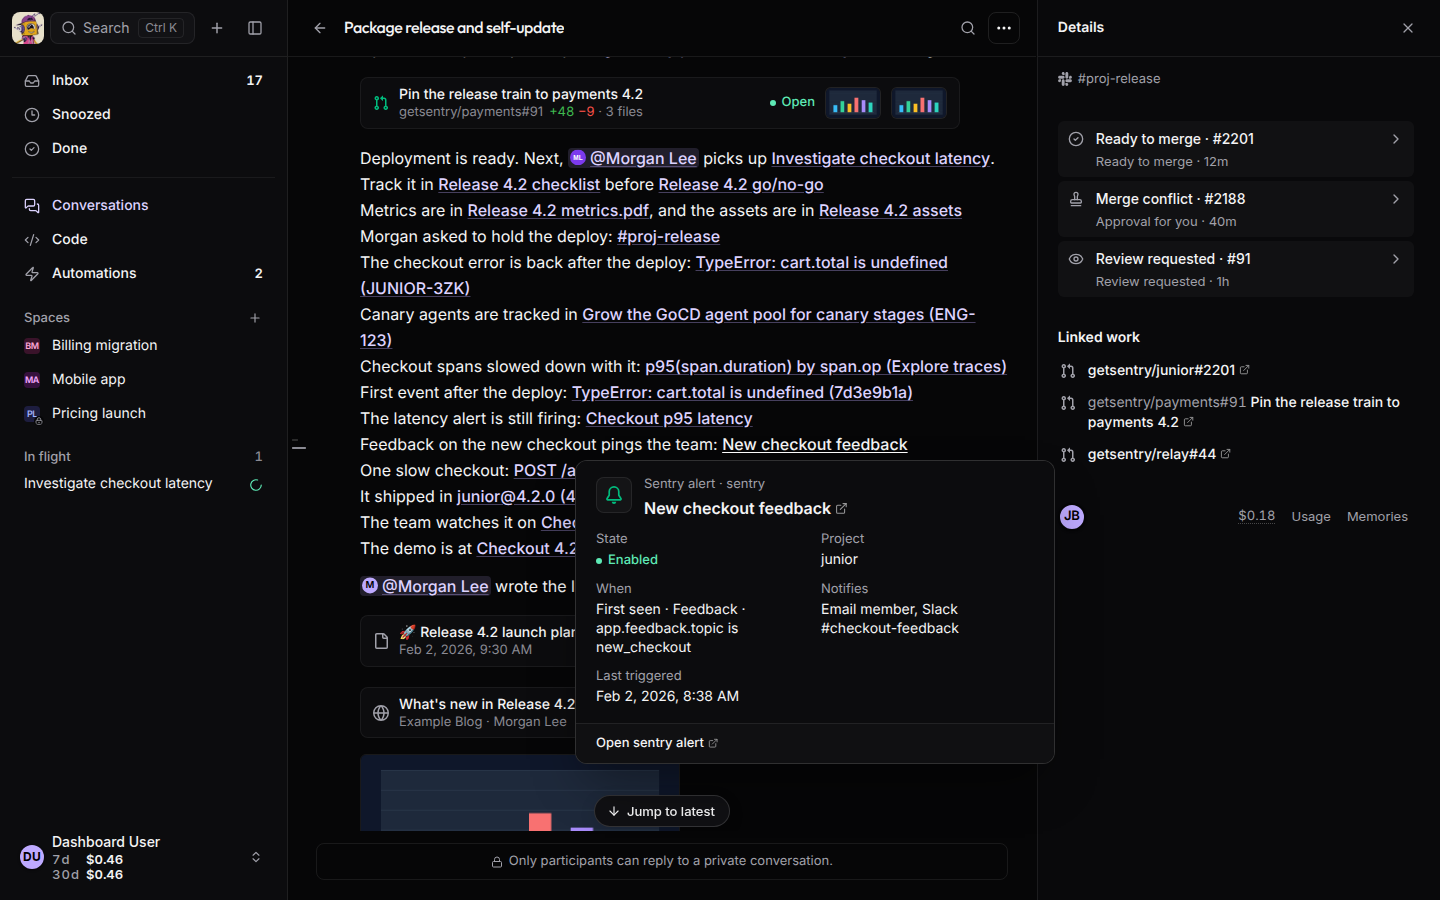 Search Ctrl K
Inbox 17
Snoozed
Done
Conversations
Code
Automations 2
Spaces
BM Billing migration
MA Mobile app
PL Pricing launch
In flight 1
Investigate checkout latency
DU Dashboard User
7d $0.46
30d $0.46
Package release and self-update
Pin the release train to payments 4.2
getsentry/payments#91 +48 −9 · 3 files
Open
Deployment is ready. Next, ML @Morgan Lee picks up Investigate checkout latency.
Track it in Release 4.2 checklist before Release 4.2 go/no-go
Metrics are in Release 4.2 metrics.pdf, and the assets are in Release 4.2 assets
Morgan asked to hold the deploy: #proj-release
The checkout error is back after the deploy: TypeError: cart.total is undefined
(JUNIOR-3ZK)
Canary agents are tracked in Grow the GoCD agent pool for canary stages (ENG-
123)
Checkout spans slowed down with it: p95(span.duration) by span.op (Explore traces)
First event after the deploy: TypeError: cart.total is undefined (7d3e9b1a)
The latency alert is still firing: Checkout p95 latency
Feedback on the new checkout pings the team: New checkout feedback
One slow checkout: POST /a
It shipped in junior@4.2.0 (4
The team watches it on Chec
The demo is at Checkout 4.2
M @Morgan Lee wrote the l
🚀 Release 4.2 launch plan
Feb 2, 2026, 9:30 AM
What's new in Release 4.2
Example Blog · Morgan Lee
Sentry alert · sentry
New checkout feedback
State
Enabled
Project
junior
When
First seen · Feedback ·
app.feedback.topic is
new_checkout
Notifies
Email member, Slack
#checkout-feedback
Last triggered
Feb 2, 2026, 8:38 AM
Open sentry alert
Jump to latest
Only participants can reply to a private conversation.
Details
#proj-release
Ready to merge · #2201
Ready to merge · 12m
Merge conflict · #2188
Approval for you · 40m
Review requested · #91
Review requested · 1h
Linked work
getsentry/junior#2201
getsentry/payments#91 Pin the release train to
payments 4.2
getsentry/relay#44
JB $0.18 Usage Memories